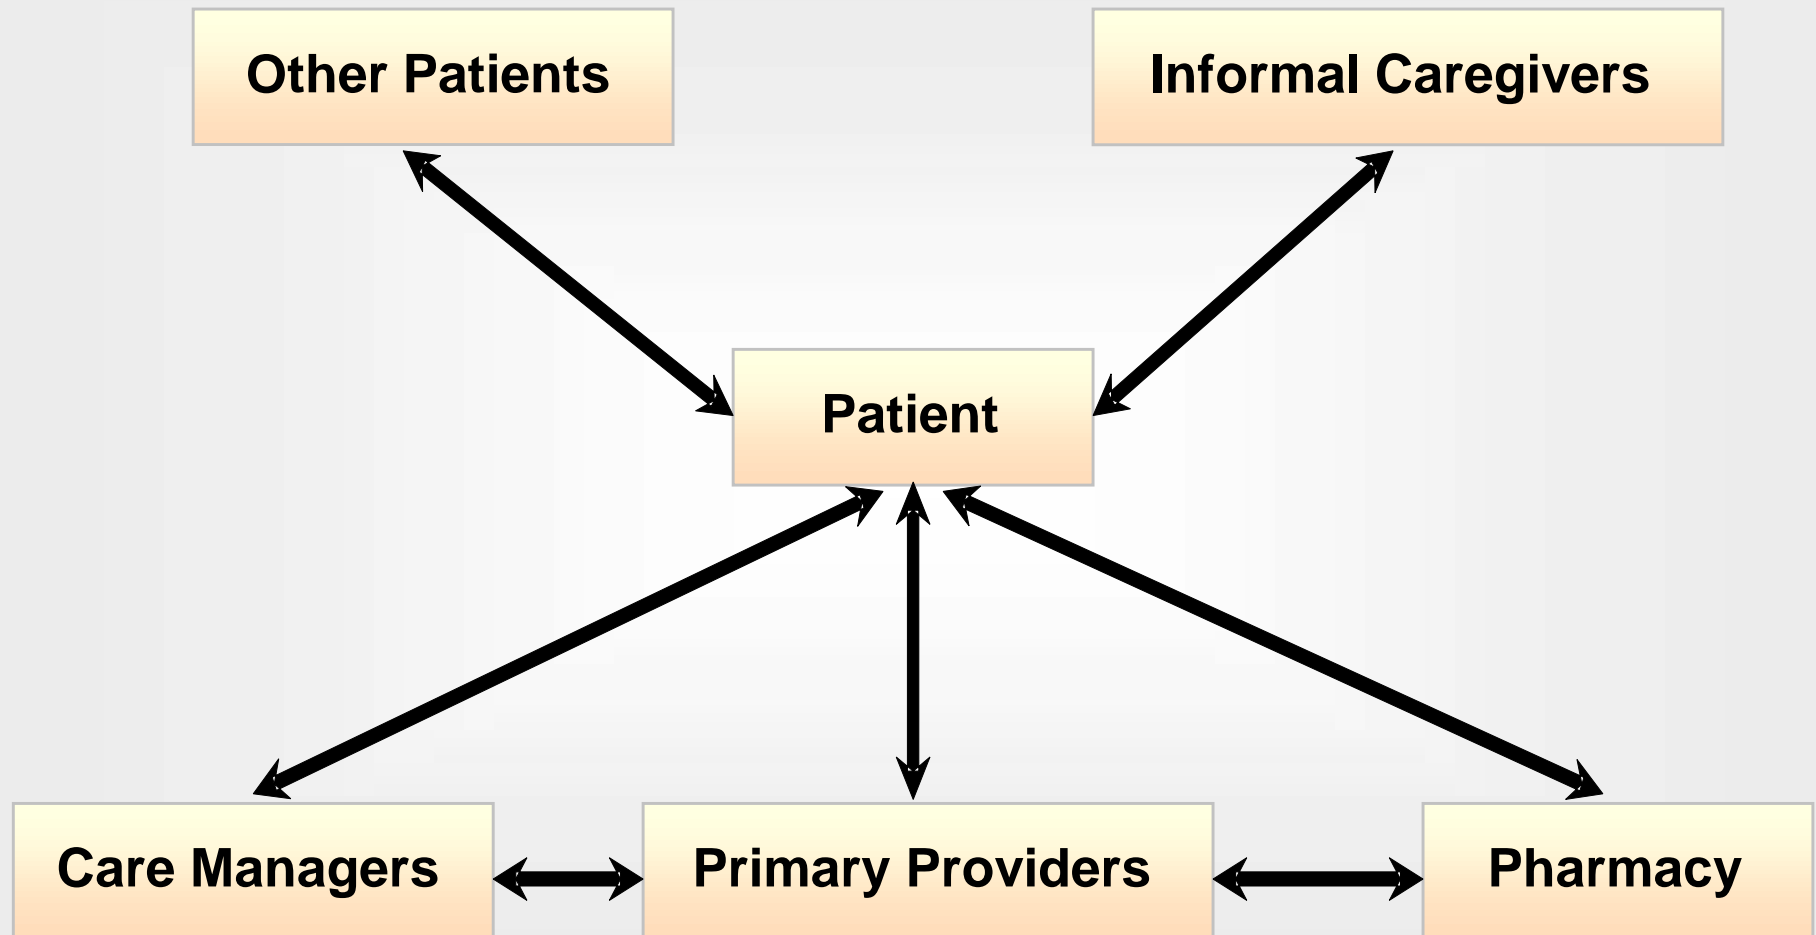 Other Patients
Informal Caregivers
Patient
Care Managers
Primary Providers
Pharmacy